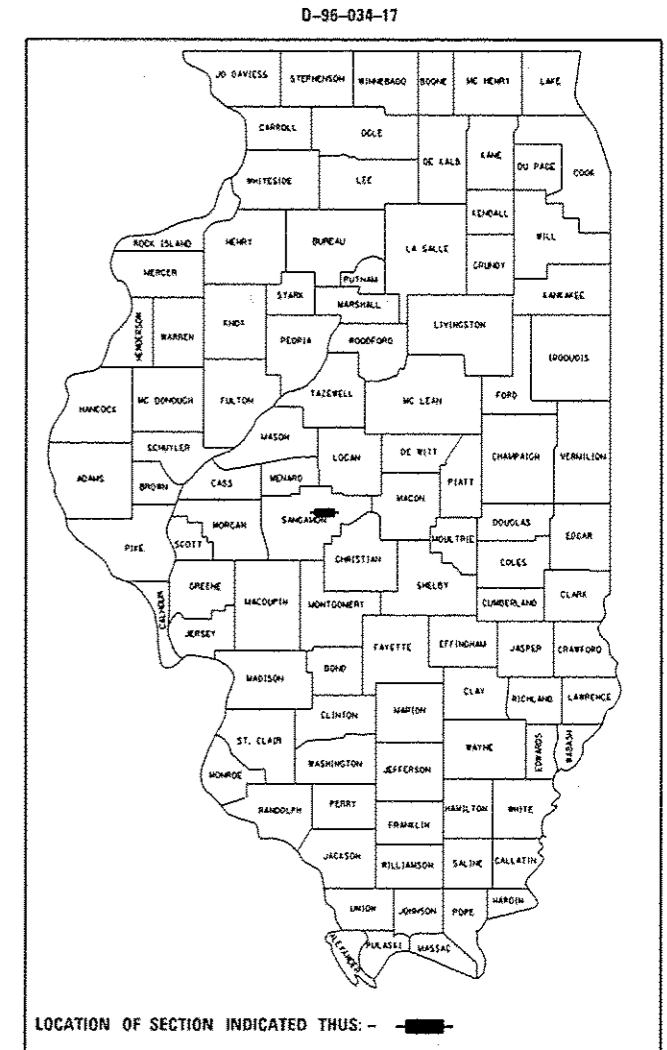 D-96-034-17
JO DAVIESS STEPHENSON WINNEBAGO BOONE MC HENRY LAKE
CARROLL OGLE DE KALB KANE DU PAGE COOK
WHITESIDE LEE
KENDALL WILL
ROCK ISLAND HENRY BUREAU LA SALLE GRUNDY
MERCER PUTNAM KANKAKEE
STARK MARSHALL
HENDERSON WARREN KNOX PEORIA WOODFORD LIVINGSTON IROQUOIS
HANCOCK MC DONOUGH FULTON TAZEWELL MC LEAN FORD
MASON
SCHUYLER LOGAN DE WITT CHAMPAIGN VERMILION
ADAMS BROWN CASS MENARD PIATT
MACON
PIKE SCOTT MORGAN SANGAMON MOULTRIE DOUGLAS EDGAR
CHRISTIAN COLES
CALHOUN GREENE MACOUPIN MONTGOMERY SHELBY CUMBERLAND CLARK
JERSEY
FAYETTE EFFINGHAM JASPER CRAWFORD
MADISON BOND
CLAY RICHLAND LAWRENCE
CLINTON MARION
ST. CLAIR WAYNE EDWARDS WABASH
MONROE WASHINGTON JEFFERSON
RANDOLPH PERRY HAMILTON WHITE
FRANKLIN
JACKSON WILLIAMSON SALINE GALLATIN
UNION JOHNSON POPE HARDIN
ALEXANDER PULASKI MASSAC
LOCATION OF SECTION INDICATED THUS: -